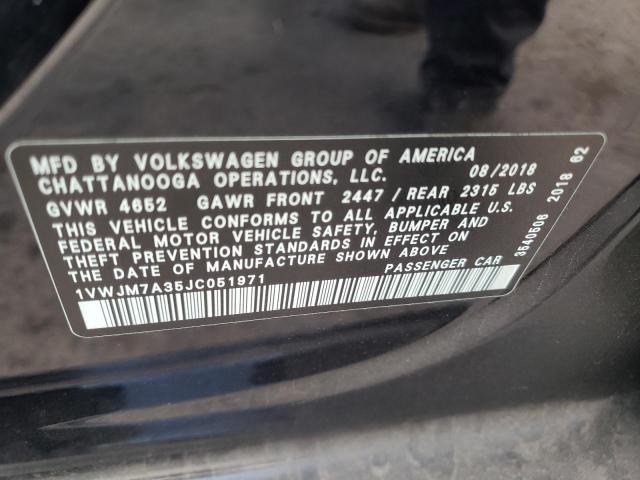 MFD BY VOLKSWAGEN GROUP OF AMERICA
CHATTANOOGA OPERATIONS, LLC. 08/2018
GVWR 4652 GAWR FRONT 2447 / REAR 2315 LBS
THIS VEHICLE CONFORMS TO ALL APPLICABLE U.S.
FEDERAL MOTOR VEHICLE SAFETY, BUMPER AND
THEFT PREVENTION STANDARDS IN EFFECT ON
THE DATE OF MANUFACTURE SHOWN ABOVE
1VWJM7A35JC051971 PASSENGER CAR
3540506 2018 62